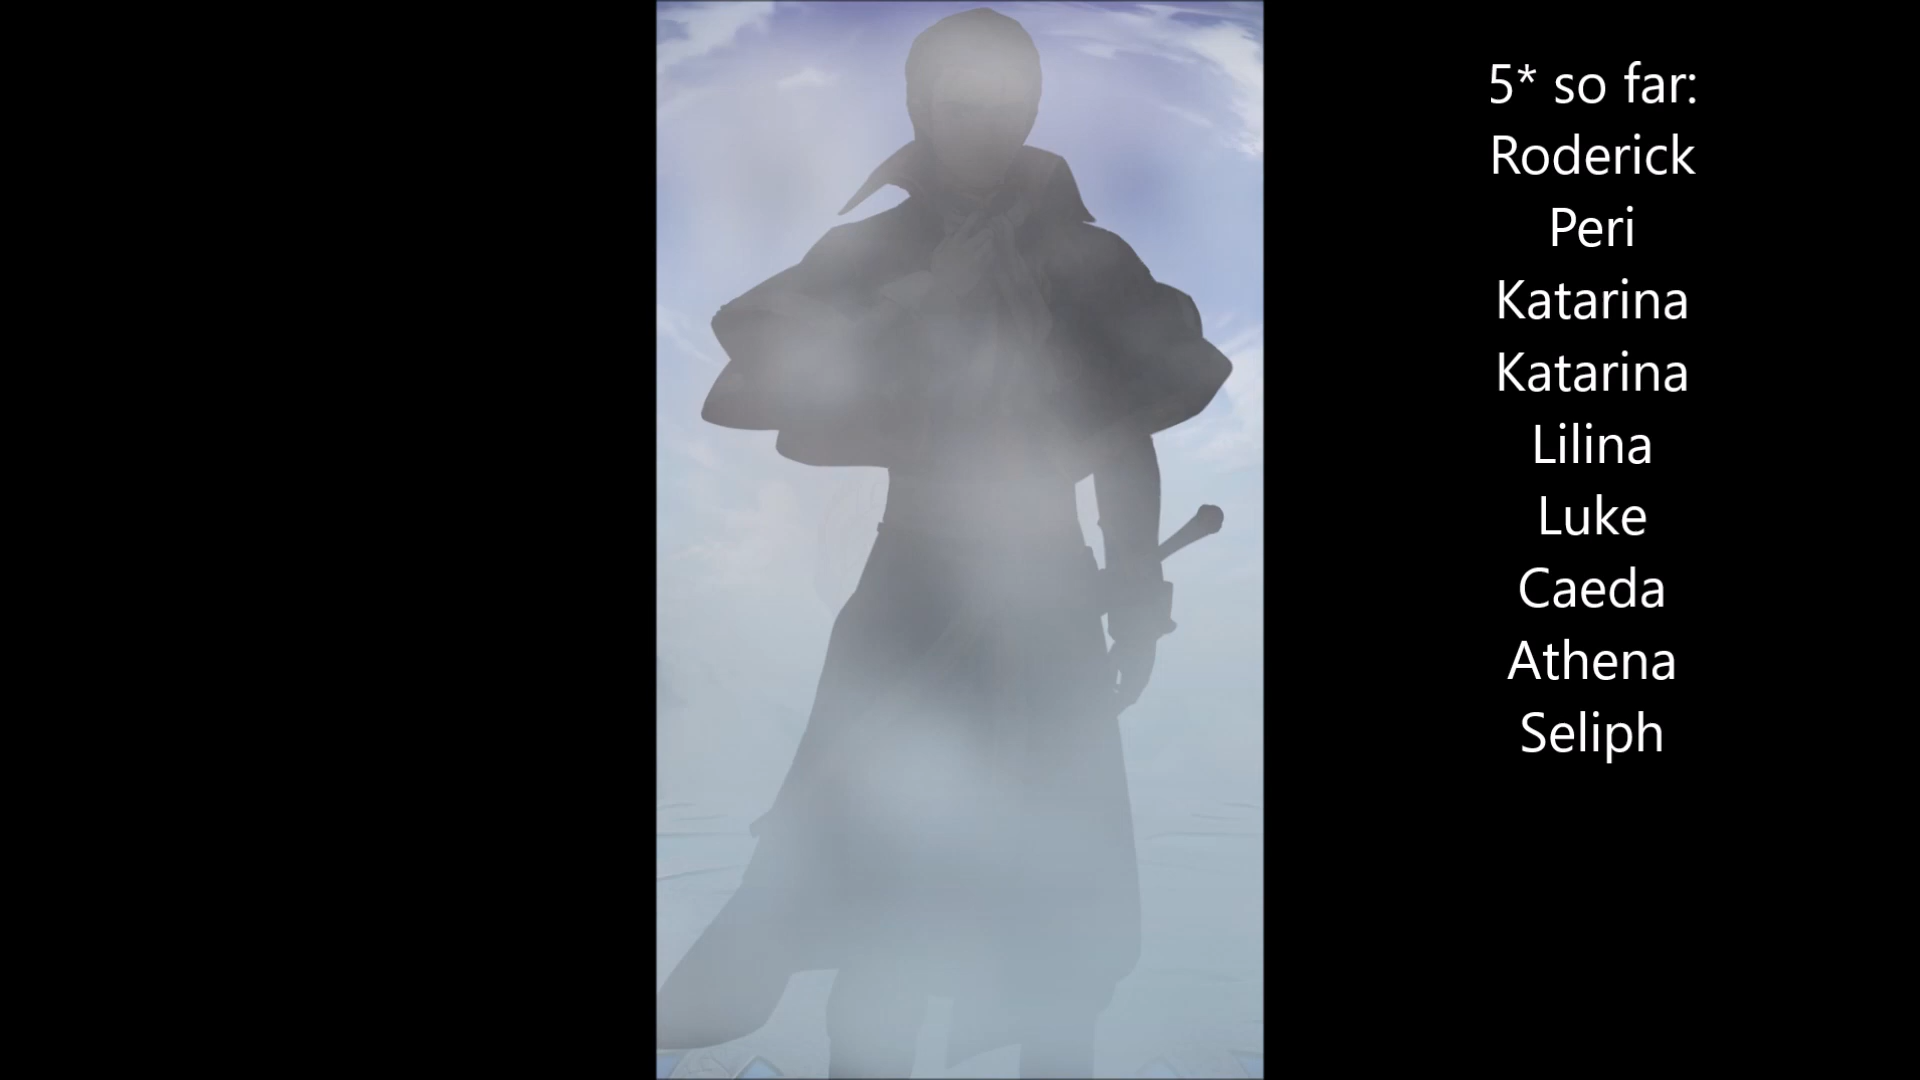 5* so far:
Roderick
Peri
Katarina
Katarina
Lilina
Luke
Caeda
Athena
Seliph